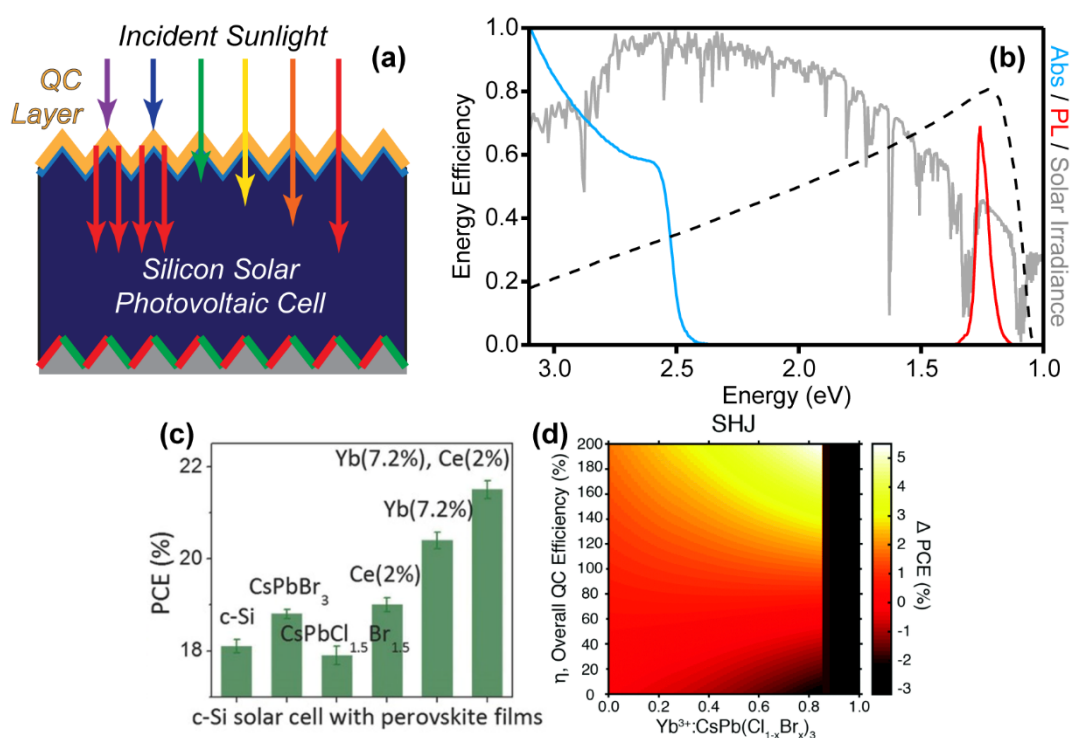 Incident Sunlight
(a)
QC
Layer
Silicon Solar
Photovoltaic Cell
(b)
1.0
0.8
0.6
0.4
0.2
0.0
Energy Efficiency
3.0 2.5 2.0 1.5 1.0
Energy (eV)
Abs / PL / Solar Irradiance
(c)
22
20
18
PCE (%)
Yb(7.2%), Ce(2%)
Yb(7.2%)
Ce(2%)
CsPbBr3
c-Si
CsPbCl1.5Br1.5
c-Si solar cell with perovskite films
(d)
SHJ
200
180
160
140
120
100
80
60
40
20
0
η, Overall QC Efficiency (%)
0.0 0.2 0.4 0.6 0.8 1.0
Yb3+:CsPb(Cl1-xBrx)3
5
4
3
2
1
0
-1
-2
-3
Δ PCE (%)